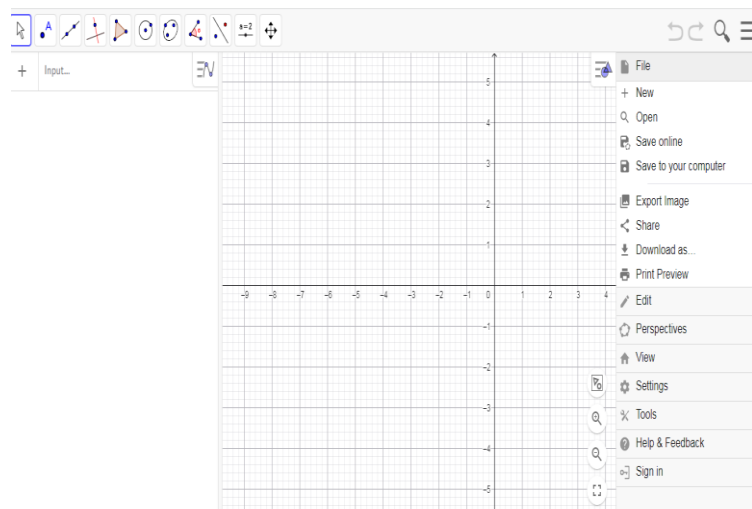 A
a=2
+ Input...
File
+ New
Open
Save online
Save to your computer
Export Image
Share
Download as...
Print Preview
Edit
Perspectives
View
Settings
Tools
Help & Feedback
Sign in
5
4
3
2
1
-9 -8 -7 -6 -5 -4 -3 -2 -1 0 1 2 3 4
-1
-2
-3
-4
-5